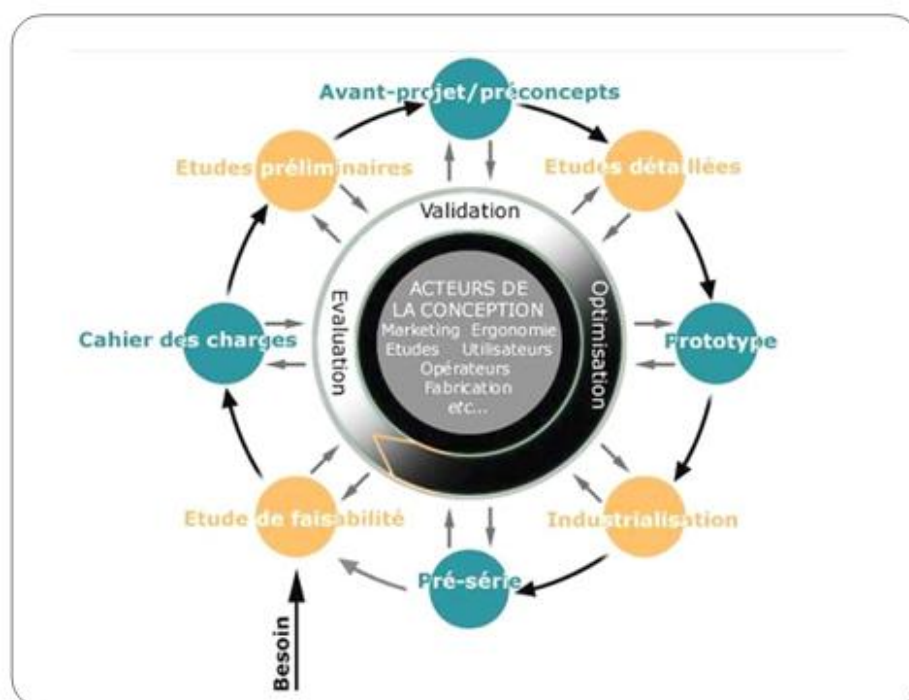 Avant-projet/préconcepts
Etudes préliminaires
Etudes détaillées
Validation
Evaluation
Optimisation
ACTEURS DE
LA CONCEPTION
Marketing Ergonomie
Etudes Utilisateurs
Opérateurs
Fabrication
etc...
Cahier des charges
Prototype
Etude de faisabilité
Industrialisation
Pré-série
Besoin